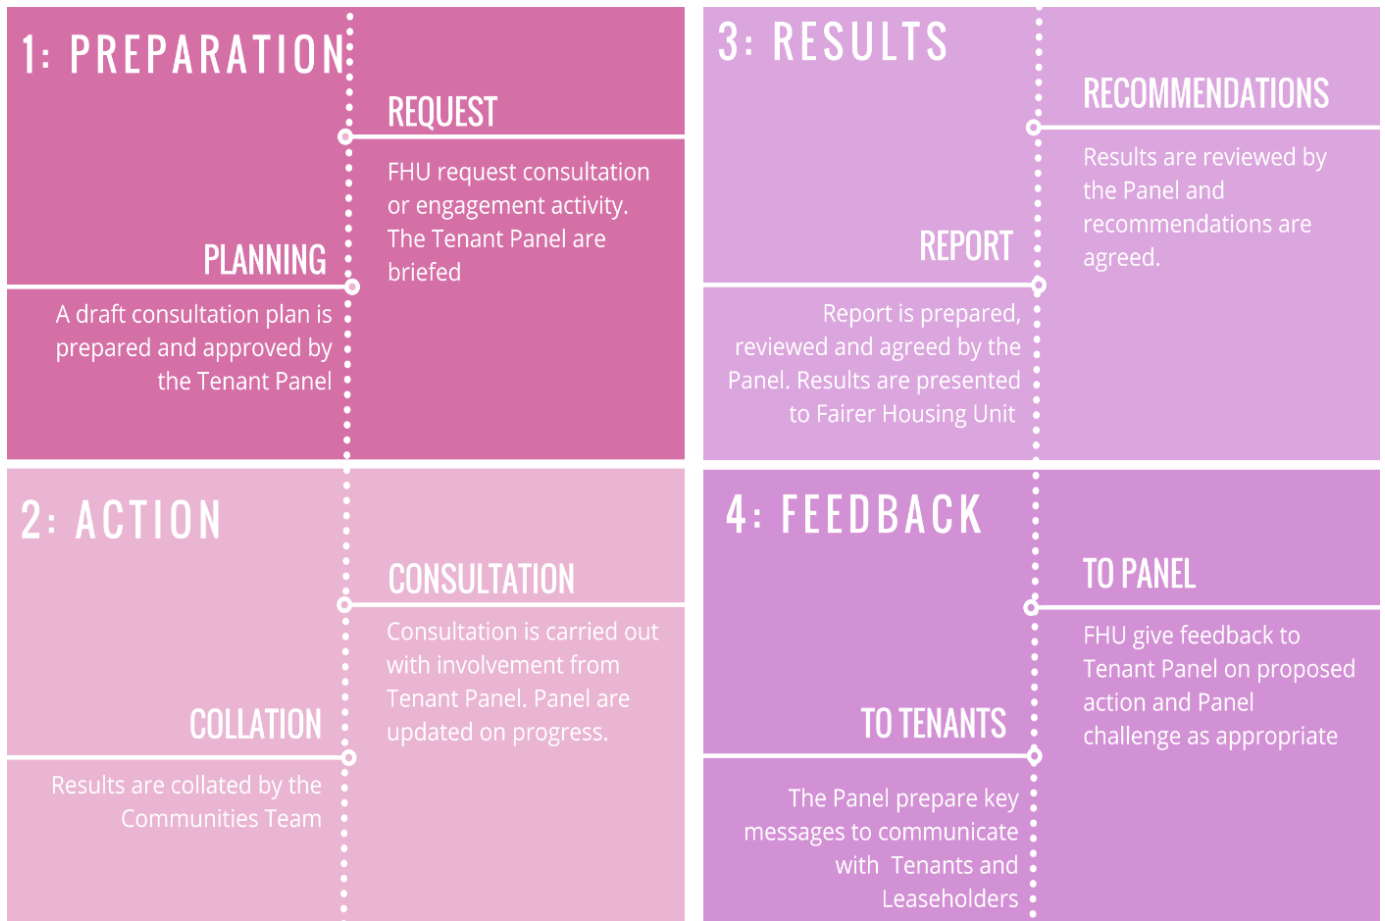 1: PREPARATION
REQUEST
FHU request consultation
or engagement activity.
The Tenant Panel are
briefed
PLANNING
A draft consultation plan is
prepared and approved by
the Tenant Panel
2: ACTION
CONSULTATION
Consultation is carried out
with involvement from
Tenant Panel. Panel are
updated on progress.
COLLATION
Results are collated by the
Communities Team
3: RESULTS
RECOMMENDATIONS
Results are reviewed by
the Panel and
recommendations are
agreed.
REPORT
Report is prepared,
reviewed and agreed by the
Panel. Results are presented
to Fairer Housing Unit
4: FEEDBACK
TO PANEL
FHU give feedback to
Tenant Panel on proposed
action and Panel
challenge as appropriate
TO TENANTS
The Panel prepare key
messages to communicate
with Tenants and
Leaseholders